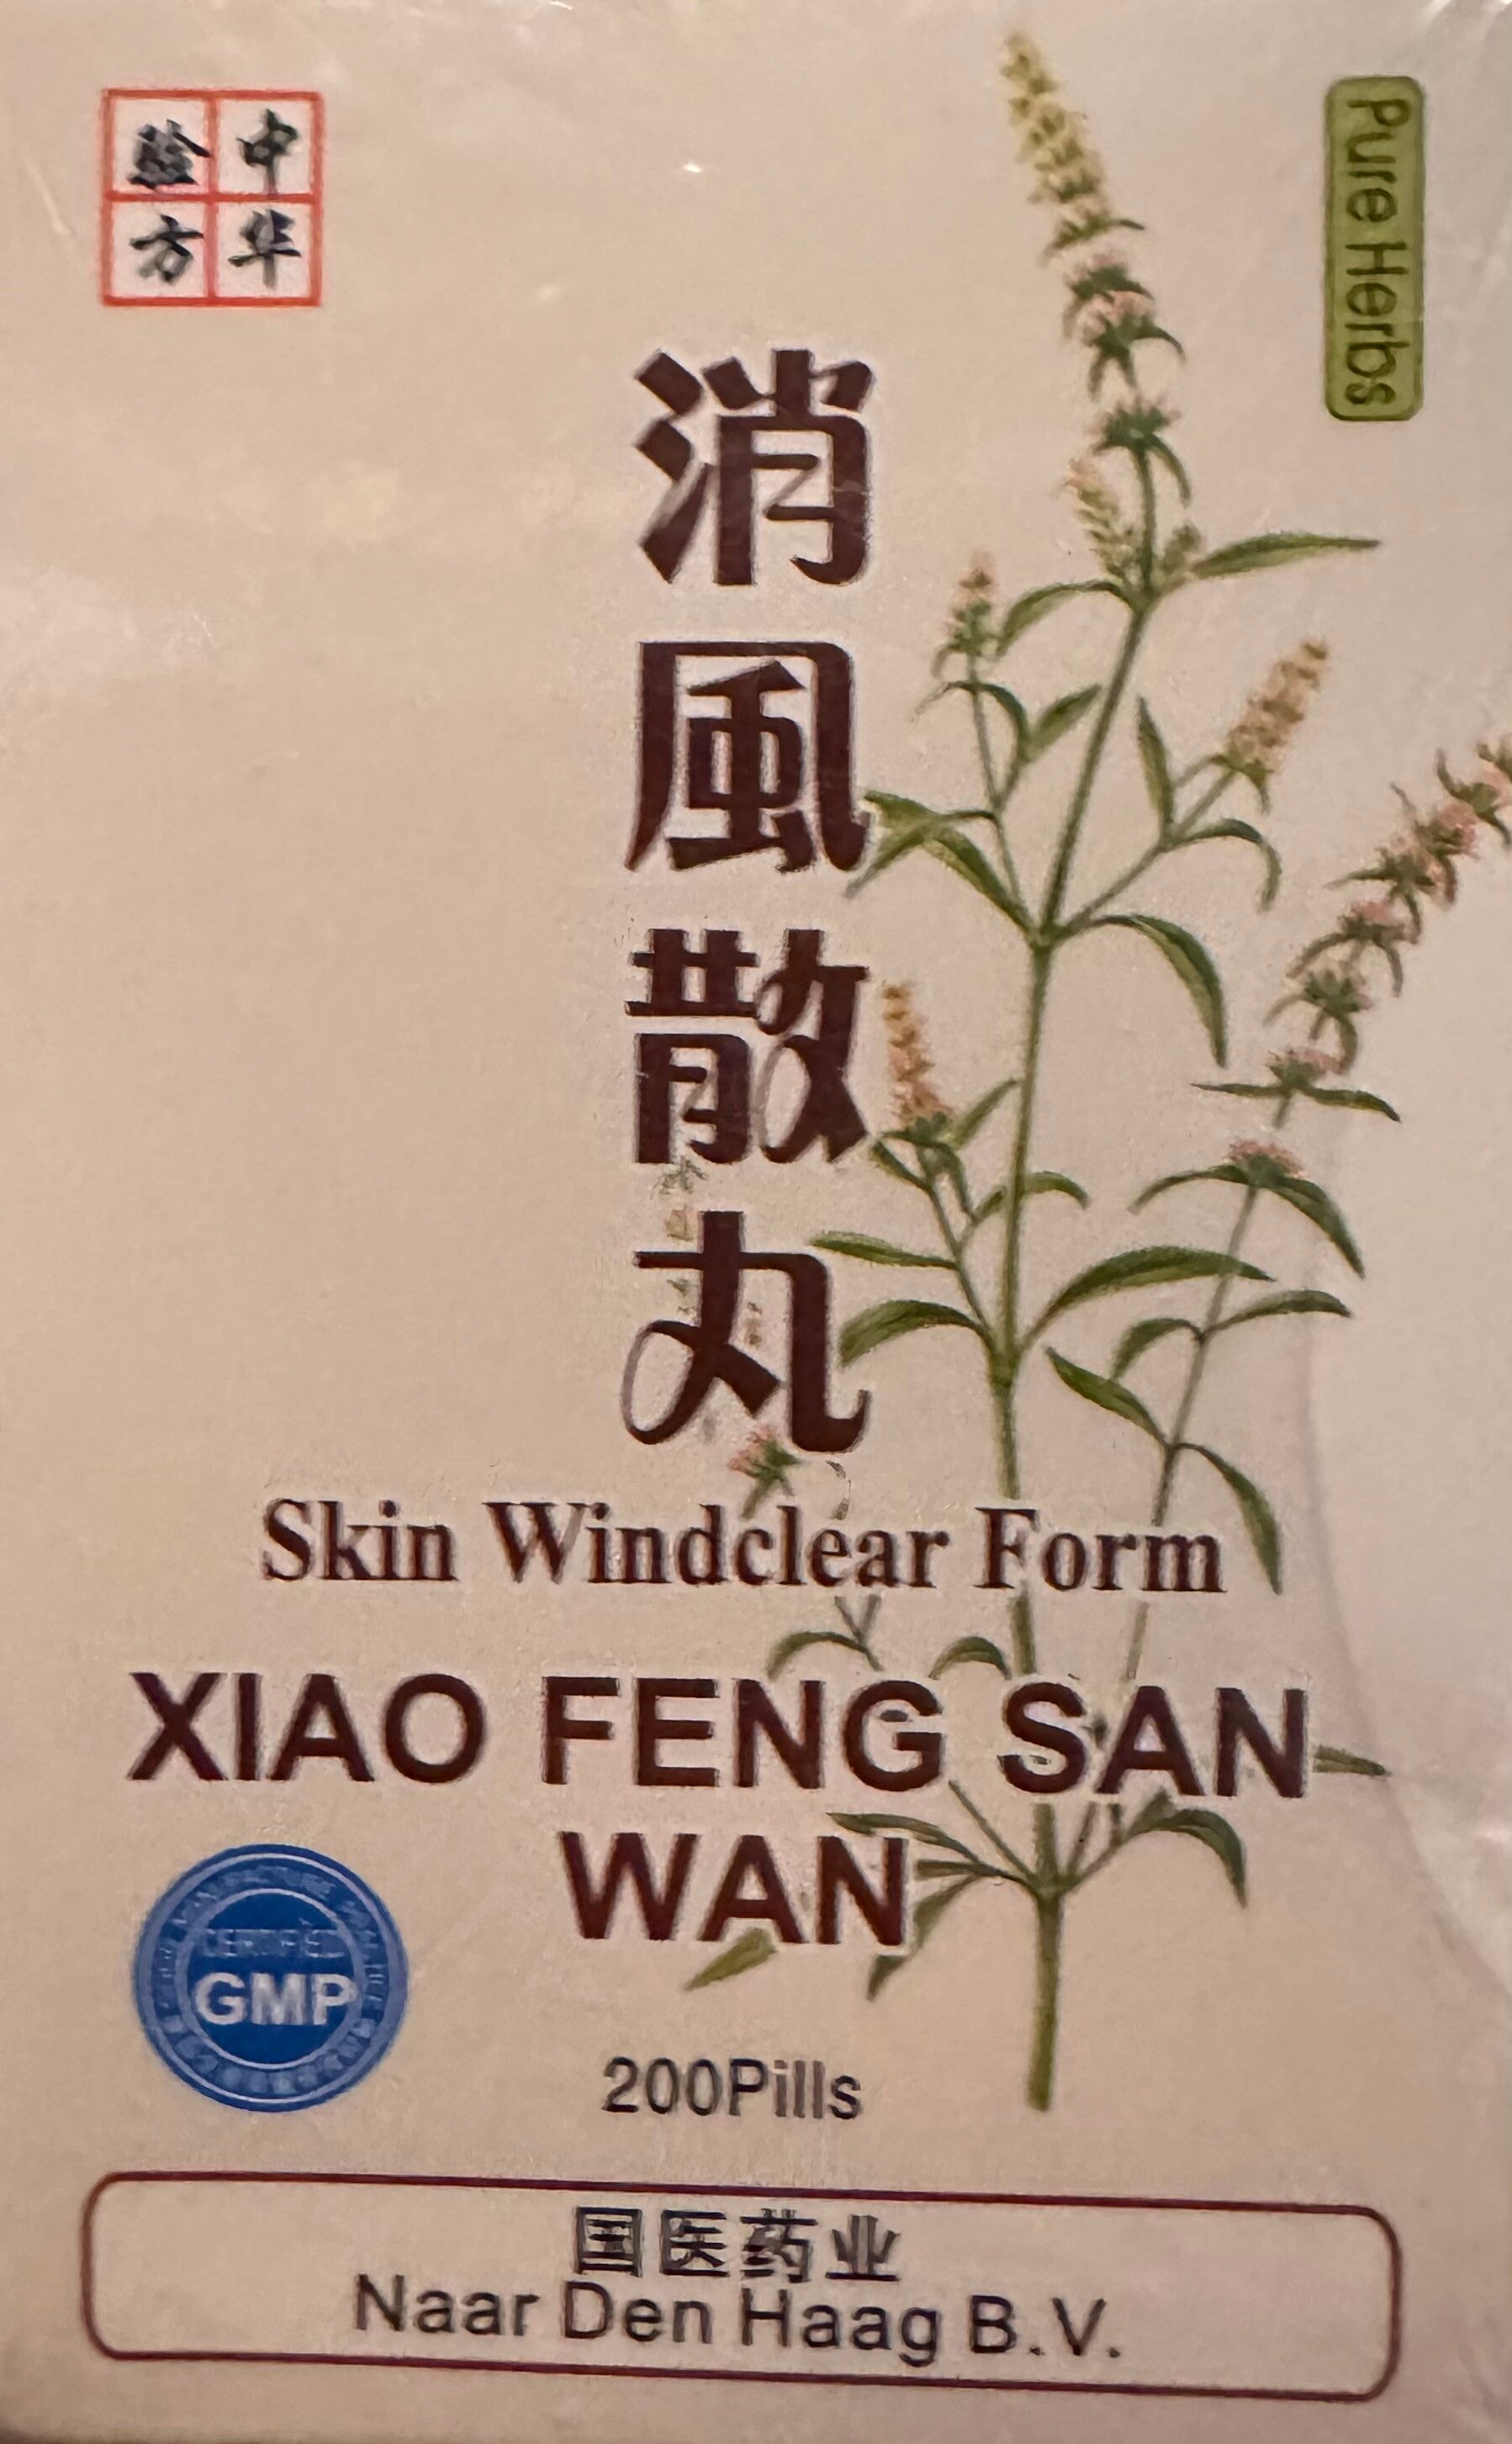 中华
验方
Pure Herbs
消風散丸
Skin Windclear Form
XIAO FENG SAN
WAN
CERTIFIED
GMP
200Pills
国医药业
Naar Den Haag B.V.